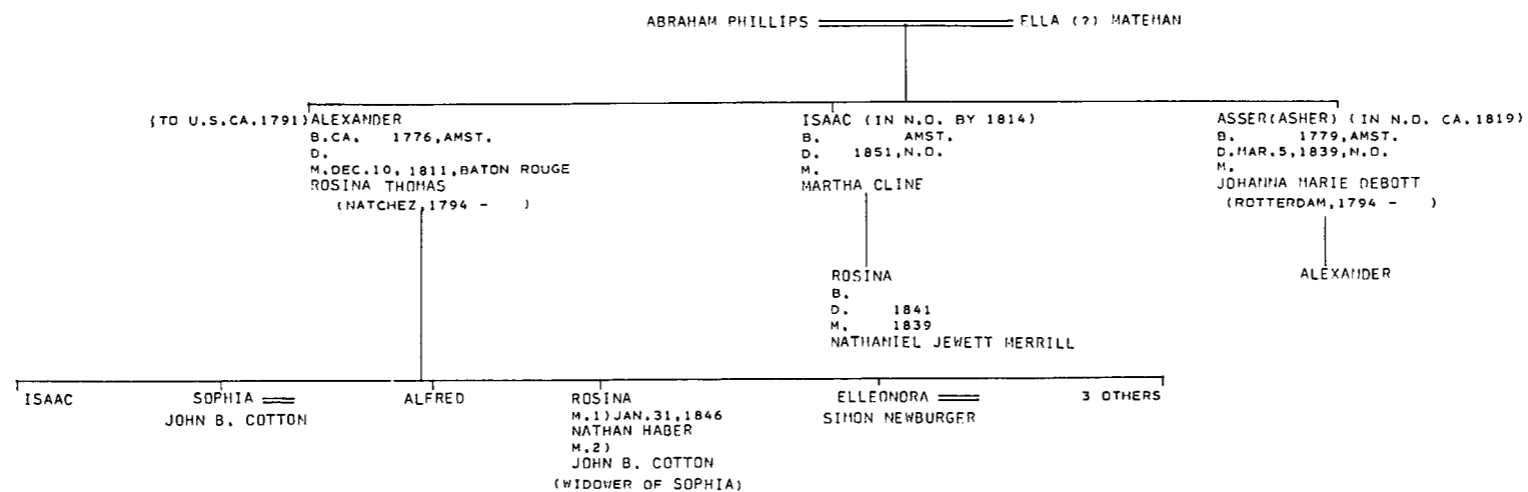 ABRAHAM PHILLIPS ELLA (?) MATEMAN
(TO U.S.CA.1791) ALEXANDER
B.CA. 1776,AMST.
D.
M.DEC.10, 1811,BATON ROUGE
ROSINA THOMAS
(NATCHEZ,1794 - )
ISAAC (IN N.O. BY 1814)
B. AMST.
D. 1851,N.O.
M.
MARTHA CLINE
ASSER(ASHER) (IN N.O. CA.1819)
B. 1779,AMST.
D.MAR.5,1839,N.O.
M.
JOHANNA MARIE DEBOTT
(ROTTERDAM,1794 - )
ROSINA
B.
D. 1841
M. 1839
NATHANIEL JEWETT MERRILL
ALEXANDER
ISAAC
SOPHIA
JOHN B. COTTON
ALFRED
ROSINA
M.1)JAN.31,1846
NATHAN HABER
M.2)
JOHN B. COTTON
(WIDOWER OF SOPHIA)
ELLEONORA
SIMON NEWBURGER
3 OTHERS